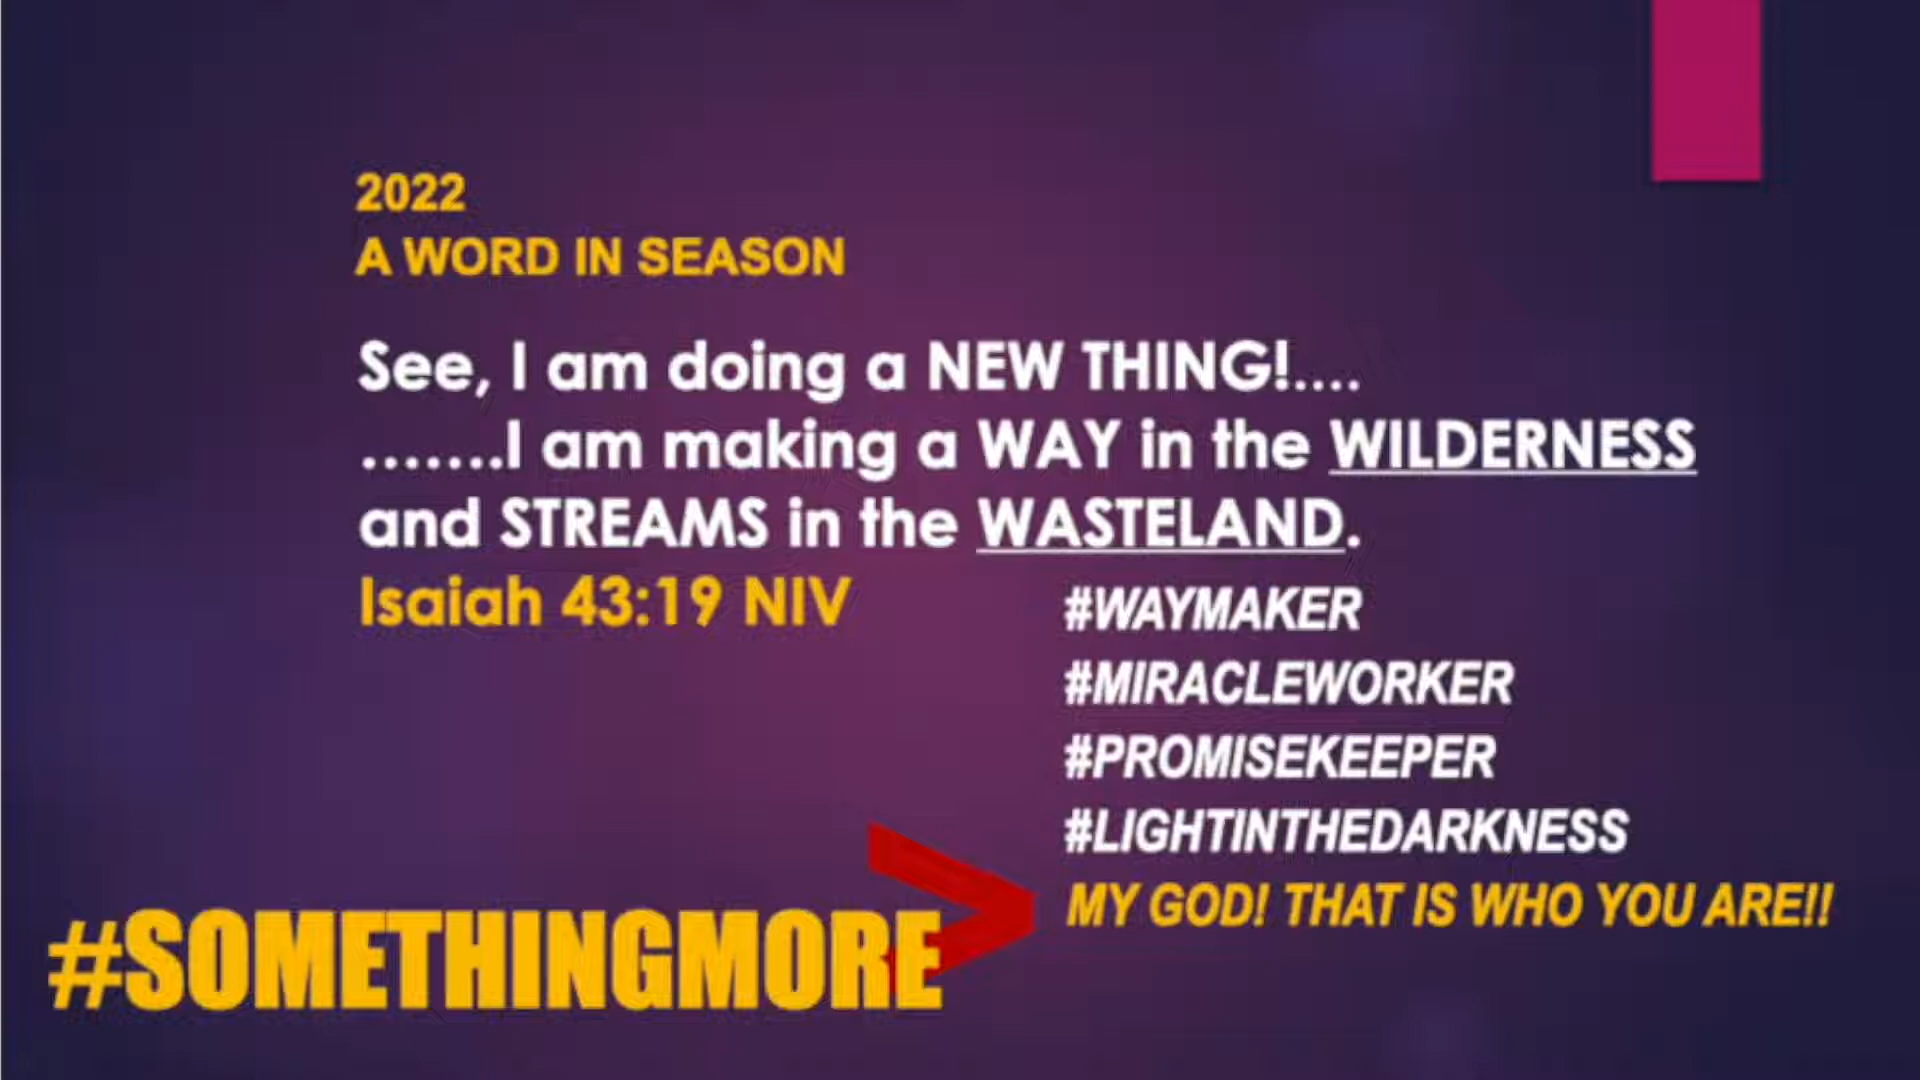 2022
A WORD IN SEASON
See, I am doing a NEW THING!....
.......I am making a WAY in the WILDERNESS
and STREAMS in the WASTELAND.
Isaiah 43:19 NIV
#WAYMAKER
#MIRACLEWORKER
#PROMISEKEEPER
#LIGHTINTHEDARKNESS
MY GOD! THAT IS WHO YOU ARE!!
>
#SOMETHINGMORE